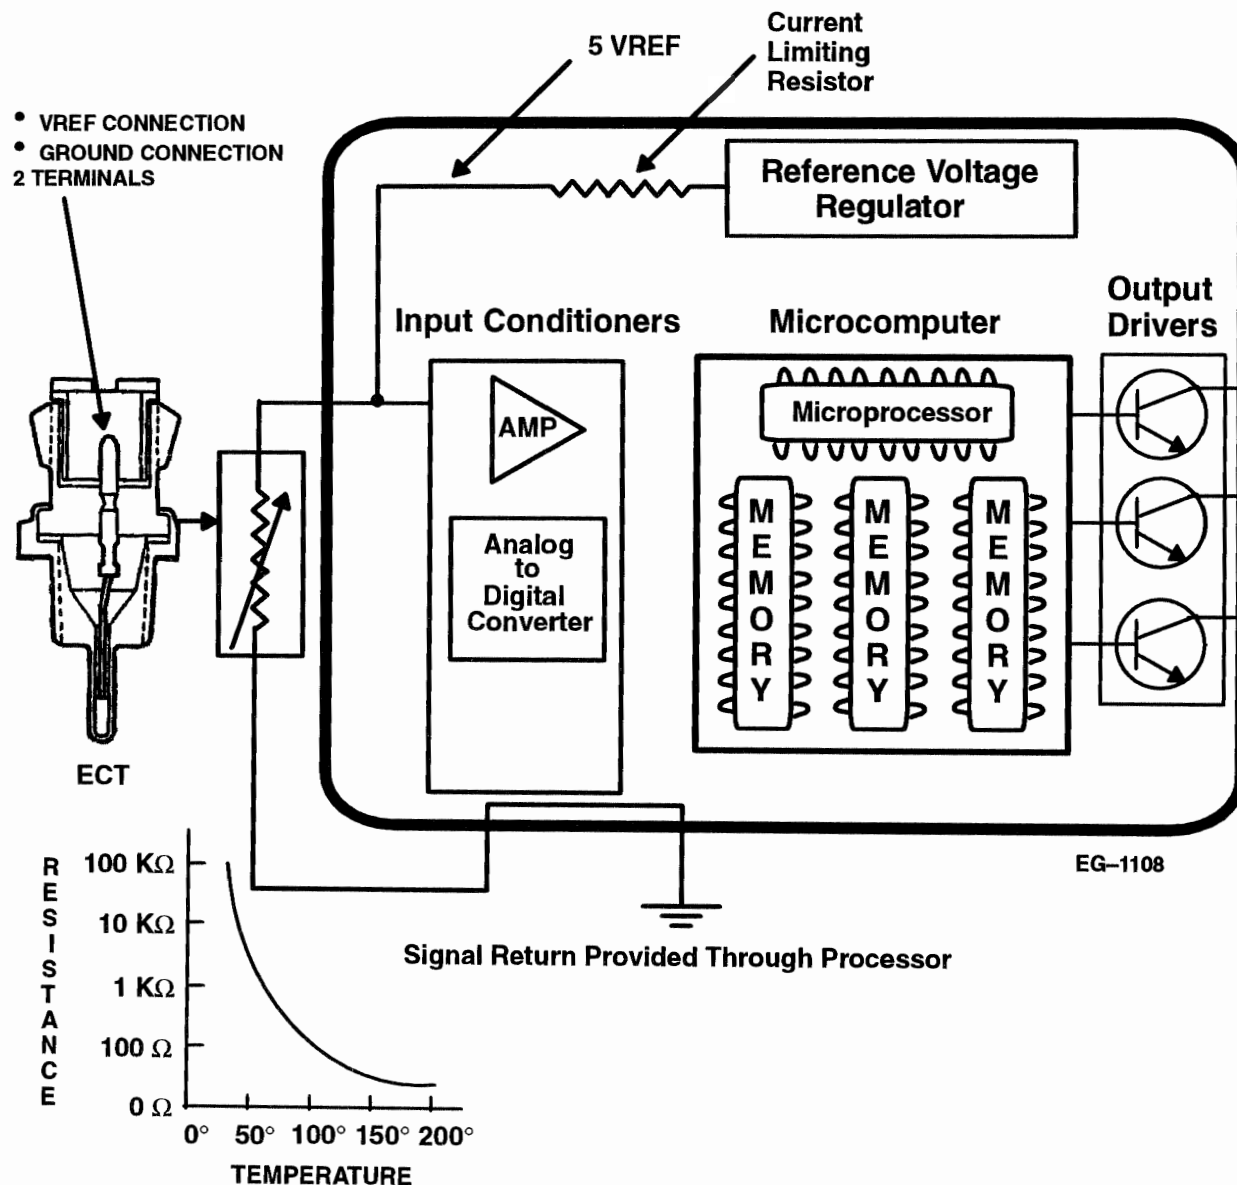 5 VREF
Current
Limiting
Resistor
• VREF CONNECTION
• GROUND CONNECTION
2 TERMINALS
Reference Voltage
Regulator
Input Conditioners
Microcomputer
Output
Drivers
AMP
Microprocessor
Analog
to
Digital
Converter
MEMORY
MEMORY
MEMORY
ECT
EG–1108
Signal Return Provided Through Processor
RESISTANCE
100 KΩ
10 KΩ
1 KΩ
100 Ω
0 Ω
0° 50° 100° 150° 200°
TEMPERATURE